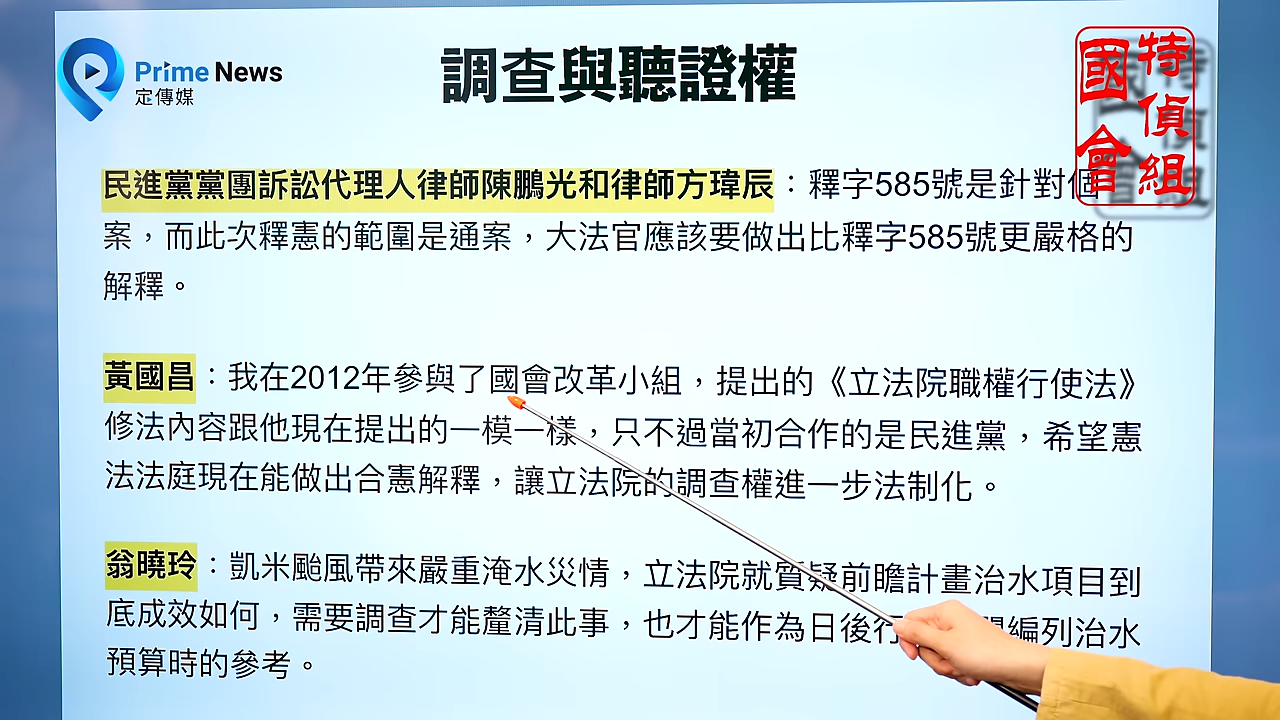 Prime News
定傳媒
調查與聽證權
國會
特偵組
民進黨黨團訴訟代理人律師陳鵬光和律師方瑋辰：釋字585號是針對個
案，而此次釋憲的範圍是通案，大法官應該要做出比釋字585號更嚴格的
解釋。
黃國昌：我在2012年參與了國會改革小組，提出的《立法院職權行使法》
修法內容跟他現在提出的一模一樣，只不過當初合作的是民進黨，希望憲
法法庭現在能做出合憲解釋，讓立法院的調查權進一步法制化。
翁曉玲：凱米颱風帶來嚴重淹水災情，立法院就質疑前瞻計畫治水項目到
底成效如何，需要調查才能釐清此事，也才能作為日後行編列治水
預算時的參考。